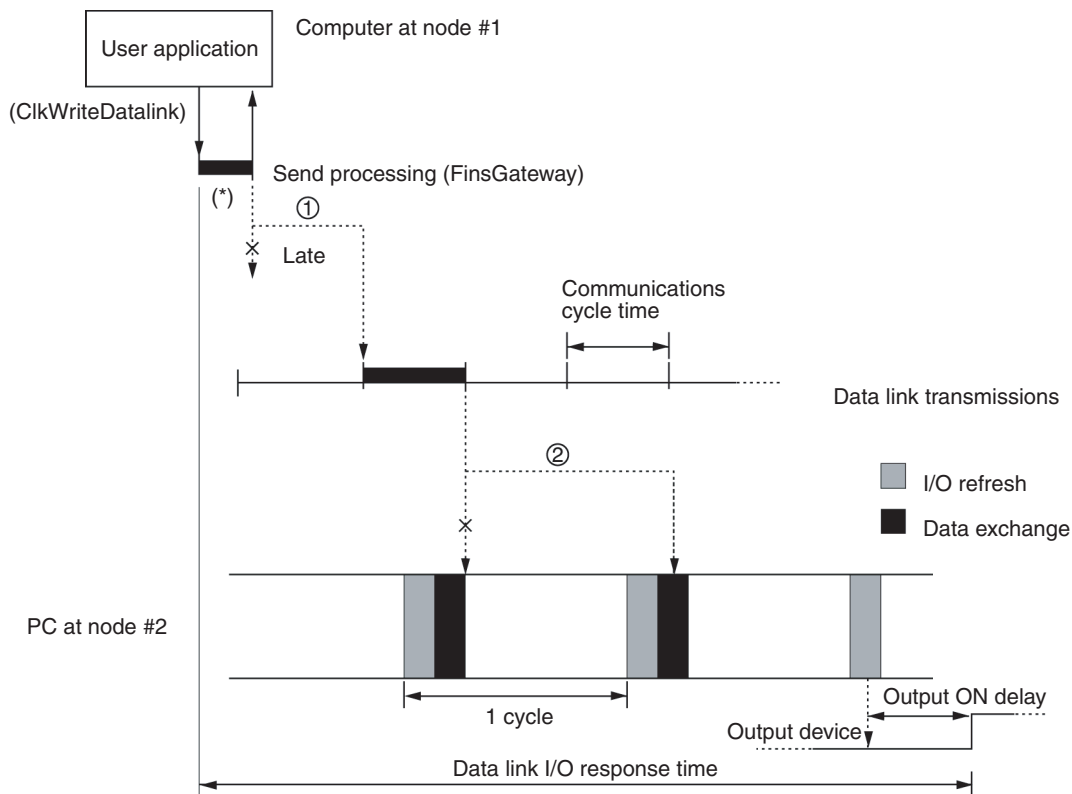 Computer at node #1
User application
(ClkWriteDatalink)
Send processing (FinsGateway)
(*)
①
Late
Communications
cycle time
Data link transmissions
②
I/O refresh
Data exchange
PC at node #2
1 cycle
Output ON delay
Output device
Data link I/O response time